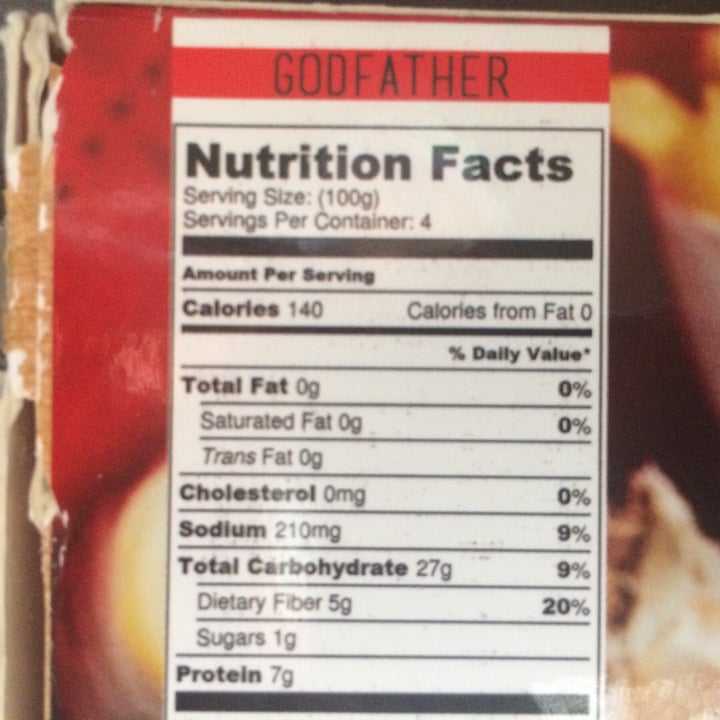 GODFATHER
Nutrition Facts
Serving Size: (100g)
Servings Per Container: 4
Amount Per Serving
Calories 140 Calories from Fat 0
% Daily Value*
Total Fat 0g 0%
Saturated Fat 0g 0%
Trans Fat 0g
Cholesterol 0mg 0%
Sodium 210mg 9%
Total Carbohydrate 27g 9%
Dietary Fiber 5g 20%
Sugars 1g
Protein 7g